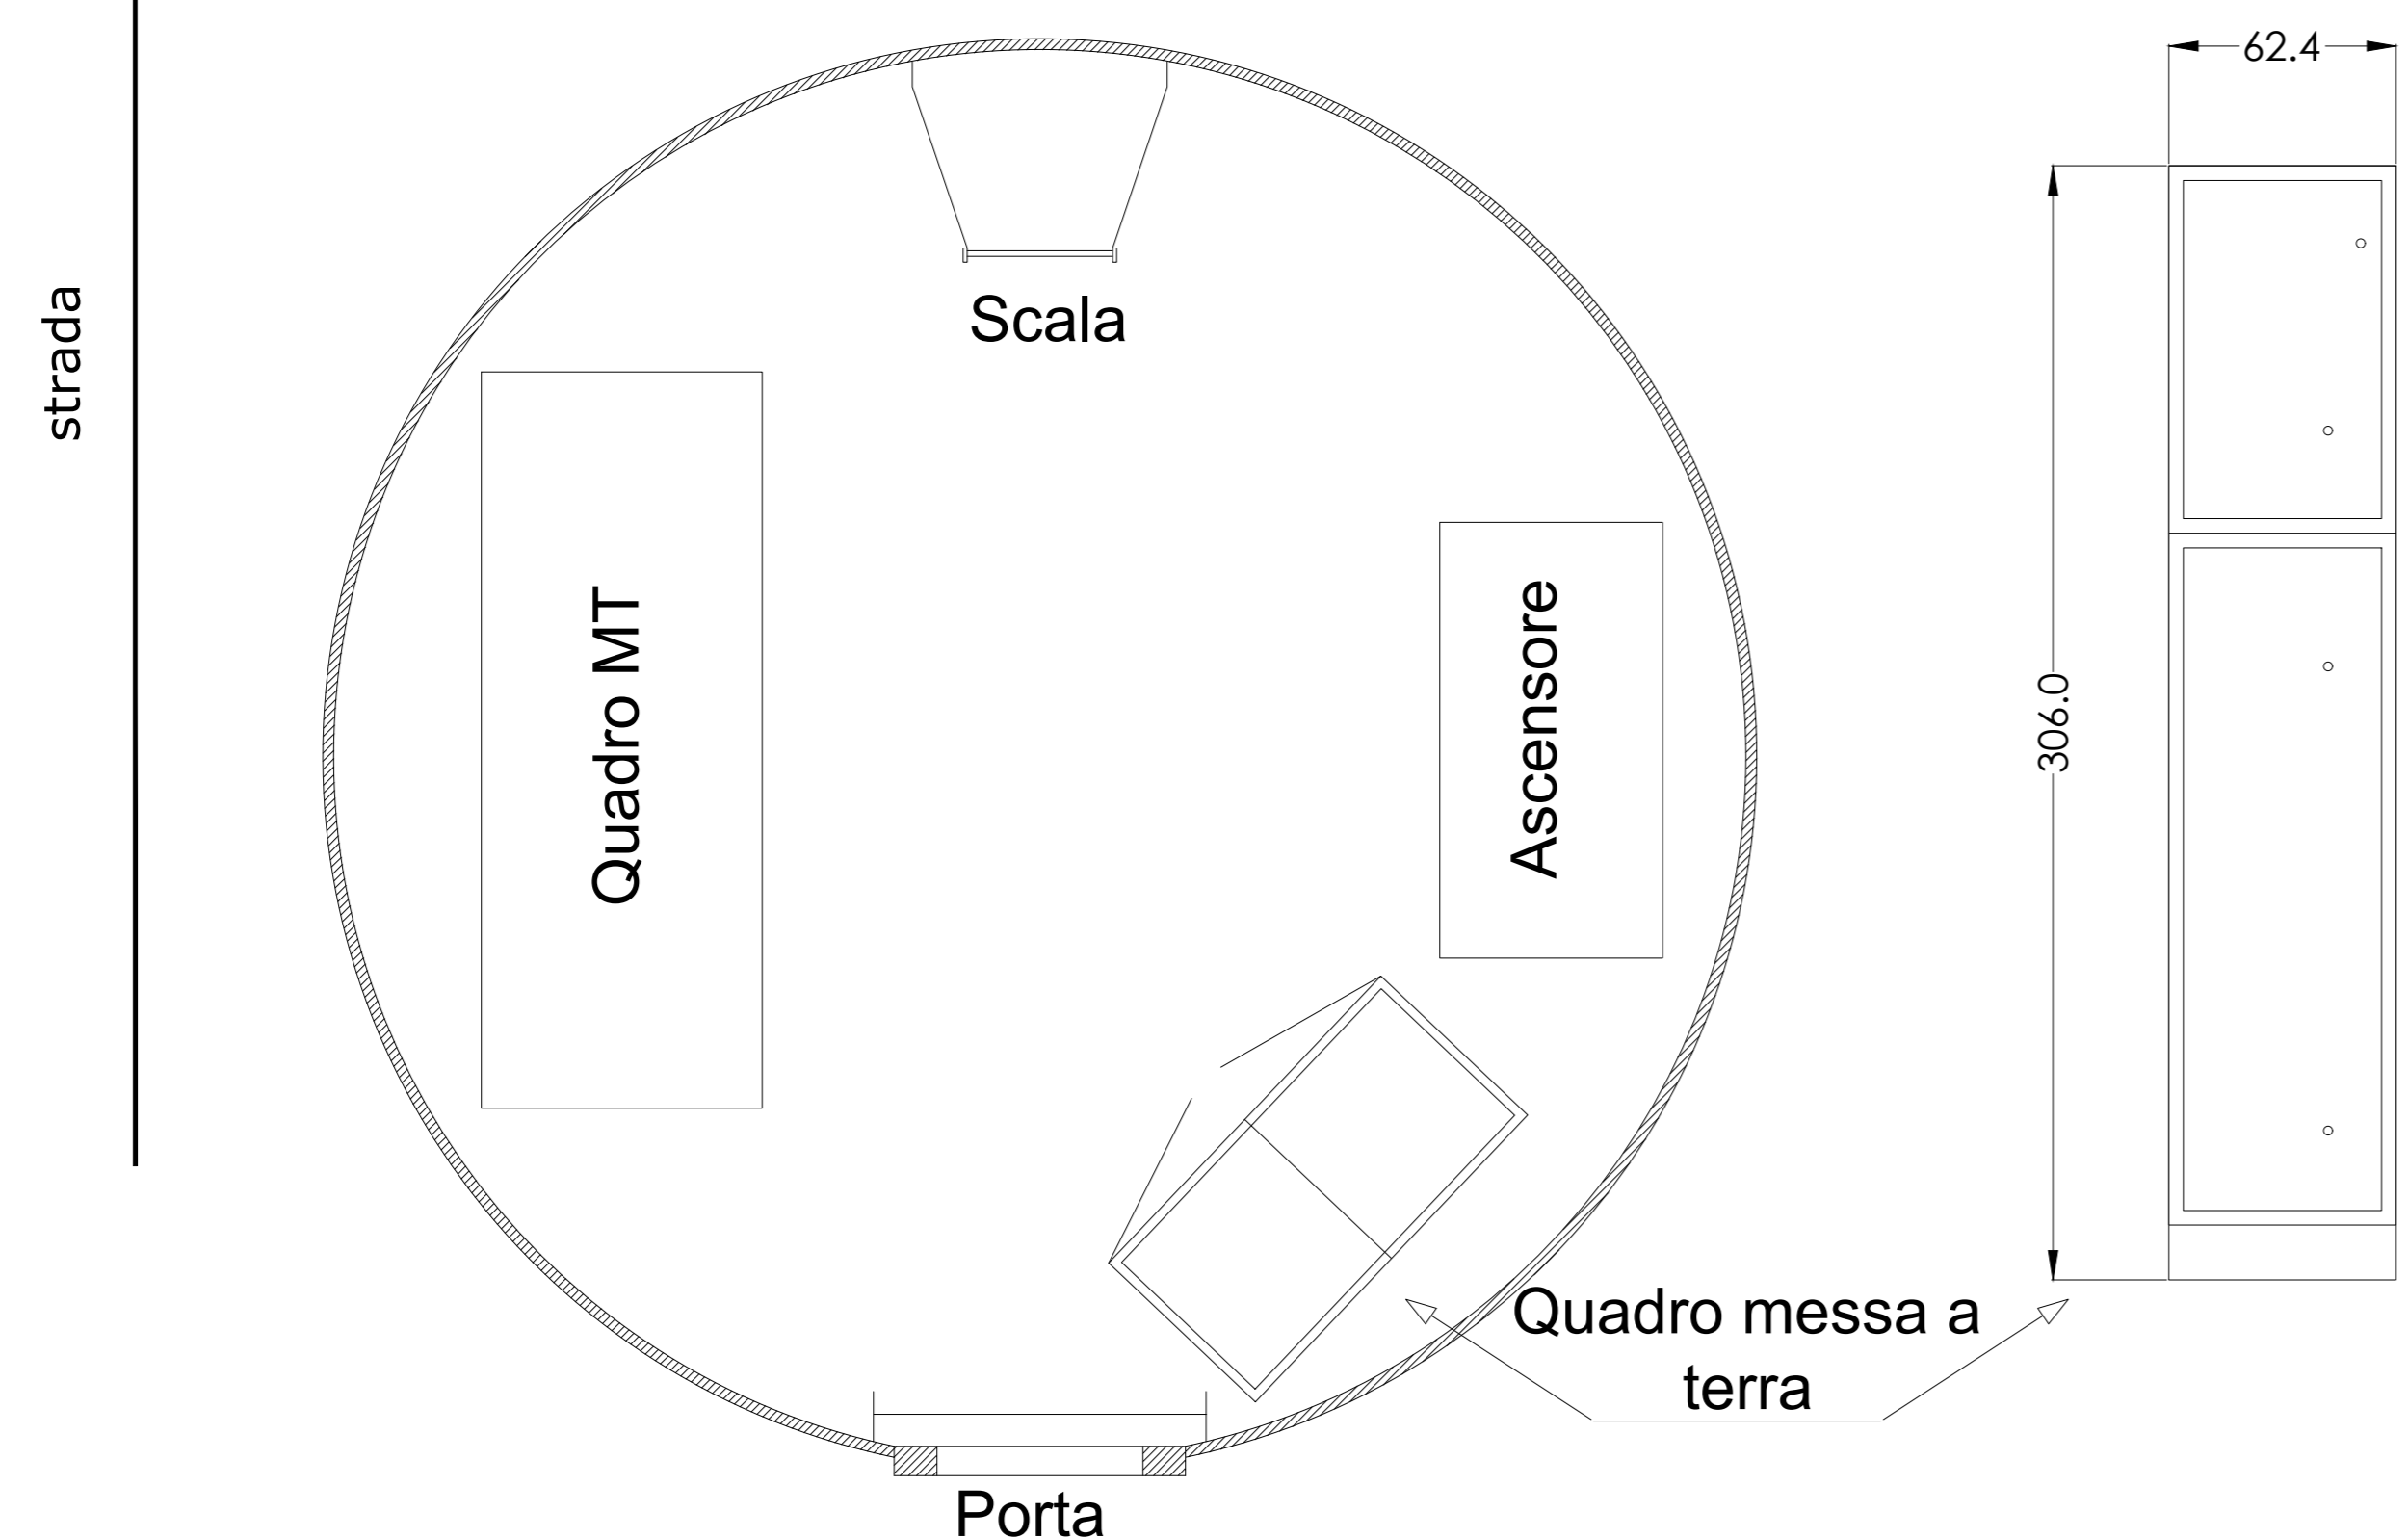 62.4
strada
Scala
Quadro MT
Ascensore
306.0
Quadro messa a
terra
Porta